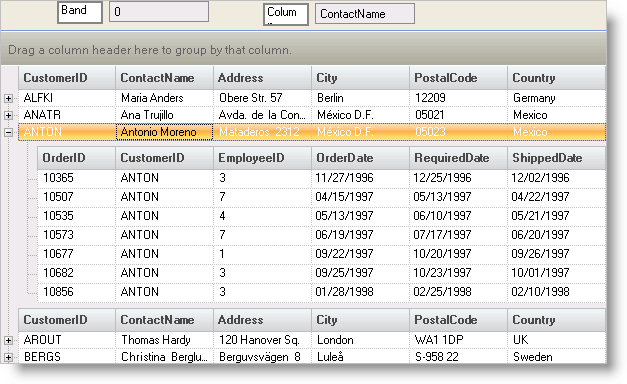 Band 0 Colum ContactName
Drag a column header here to group by that column.
CustomerID ContactName Address City PostalCode Country
ALFKI Maria Anders Obere Str. 57 Berlin 12209 Germany
ANATR Ana Trujillo Avda. de la Con... México D.F. 05021 Mexico
ANTON Antonio Moreno Mataderos 2312 México D.F. 05023 Mexico
OrderID CustomerID EmployeeID OrderDate RequiredDate ShippedDate
10365 ANTON 3 11/27/1996 12/25/1996 12/02/1996
10507 ANTON 7 04/15/1997 05/13/1997 04/22/1997
10535 ANTON 4 05/13/1997 06/10/1997 05/21/1997
10573 ANTON 7 06/19/1997 07/17/1997 06/20/1997
10677 ANTON 1 09/22/1997 10/20/1997 09/26/1997
10682 ANTON 3 09/25/1997 10/23/1997 10/01/1997
10856 ANTON 3 01/28/1998 02/25/1998 02/10/1998
CustomerID ContactName Address City PostalCode Country
AROUT Thomas Hardy 120 Hanover Sq. London WA1 1DP UK
BERGS Christina Berglu... Berguvsvägen 8 Luleå S-958 22 Sweden